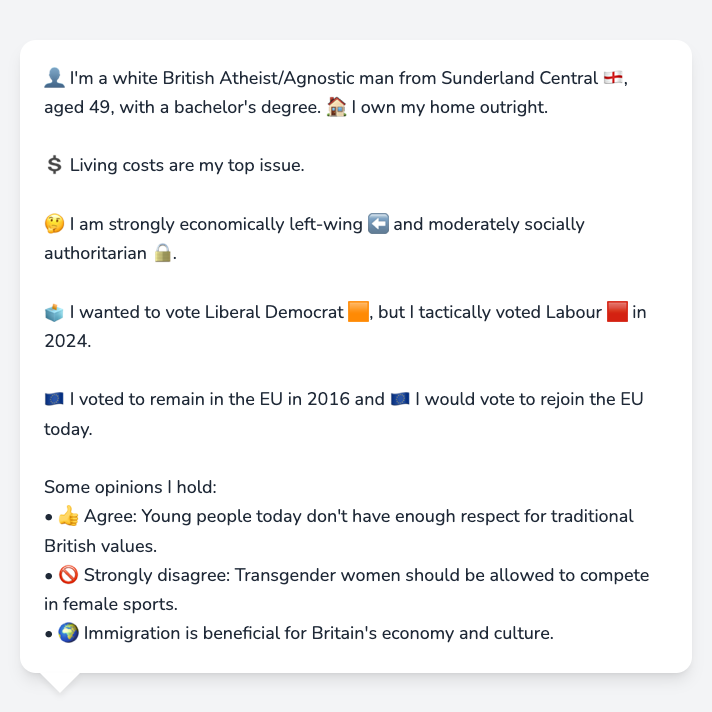 👤 I'm a white British Atheist/Agnostic man from Sunderland Central 🏴󠁧󠁢󠁥󠁮󠁧󠁿,
aged 49, with a bachelor's degree. 🏠 I own my home outright.
💲 Living costs are my top issue.
🤔 I am strongly economically left-wing ⬅️ and moderately socially
authoritarian 🔒.
🗳️ I wanted to vote Liberal Democrat 🟧, but I tactically voted Labour 🟥 in
2024.
🇪🇺 I voted to remain in the EU in 2016 and 🇪🇺 I would vote to rejoin the EU
today.
Some opinions I hold:
• 👍 Agree: Young people today don't have enough respect for traditional
British values.
• 🚫 Strongly disagree: Transgender women should be allowed to compete
in female sports.
• 🌍 Immigration is beneficial for Britain's economy and culture.